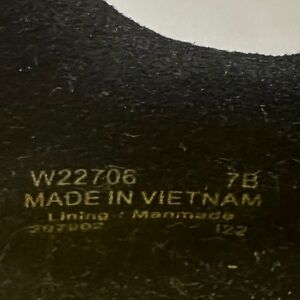 W22706 7B
MADE IN VIETNAM
Lining : Manmade
122